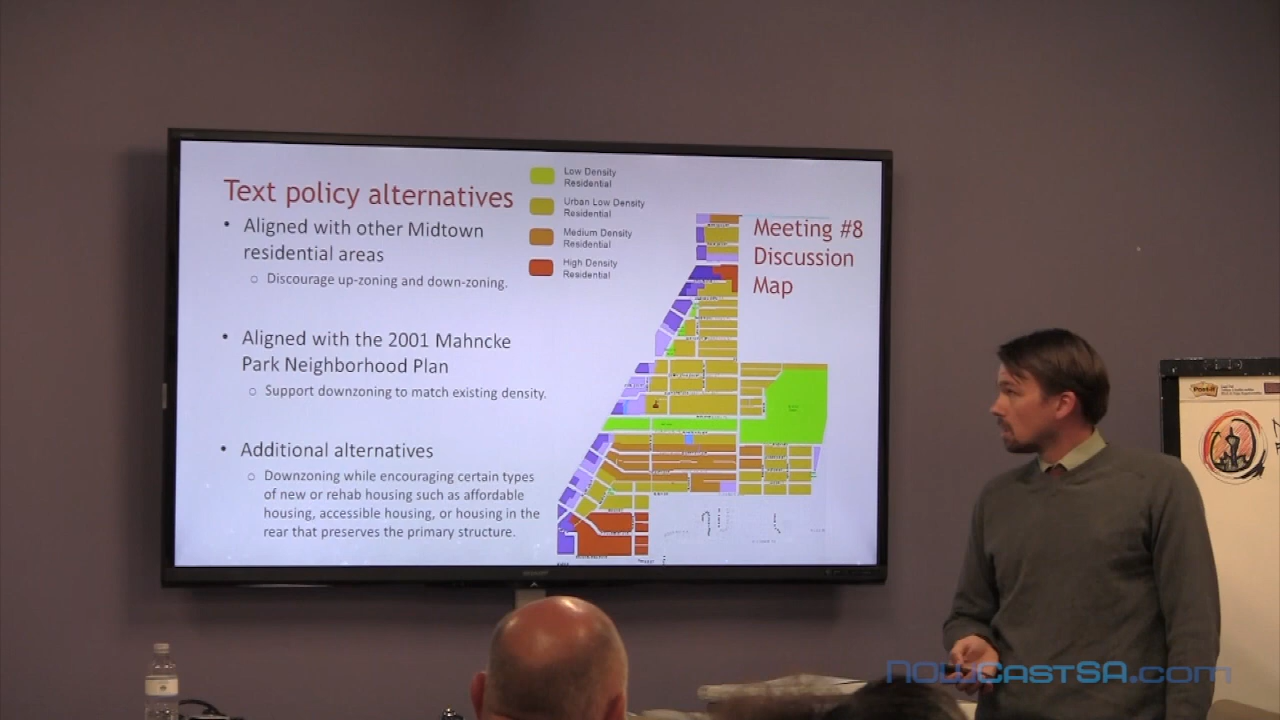 Text policy alternatives
• Aligned with other Midtown
residential areas
○ Discourage up-zoning and down-zoning.
• Aligned with the 2001 Mahncke
Park Neighborhood Plan
○ Support downzoning to match existing density.
• Additional alternatives
○ Downzoning while encouraging certain types
of new or rehab housing such as affordable
housing, accessible housing, or housing in the
rear that preserves the primary structure.
Low Density
Residential
Urban Low Density
Residential
Medium Density
Residential
High Density
Residential
Meeting #8
Discussion
Map
Post-it
NOWcastSA.com